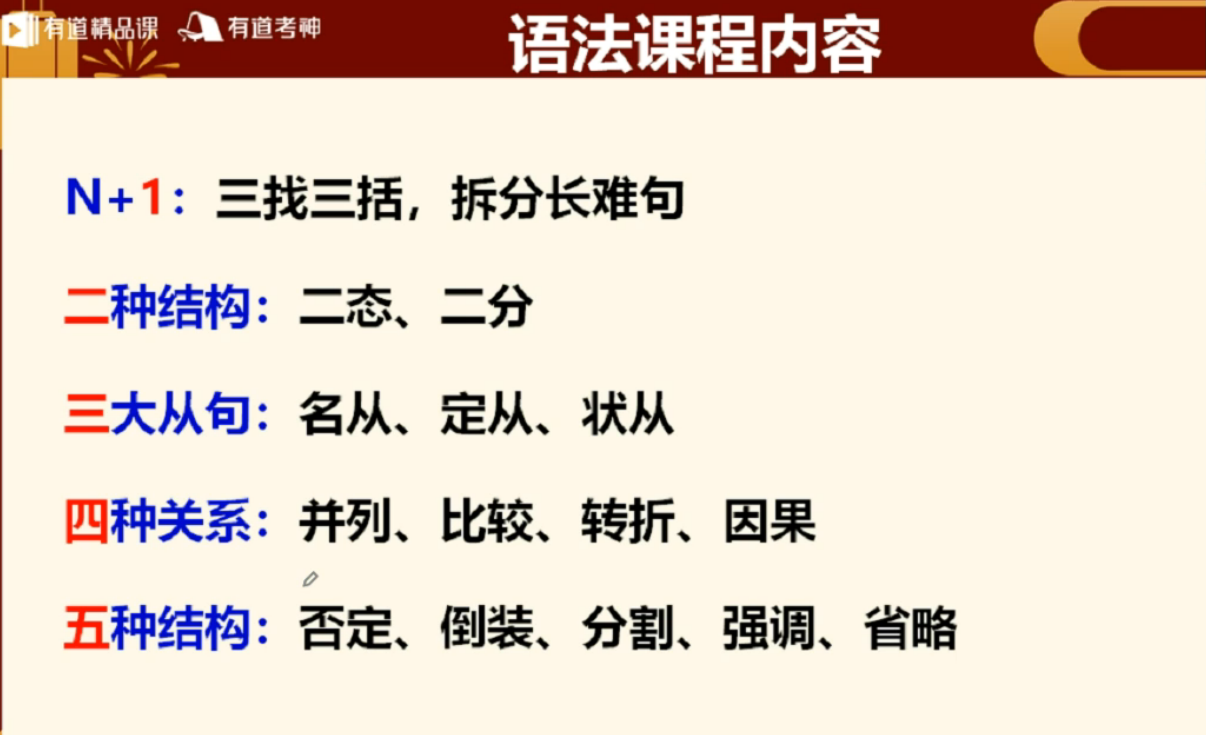 有道精品课 有道考神
语法课程内容
N+1：三找三括，拆分长难句
二种结构：二态、二分
三大从句：名从、定从、状从
四种关系：并列、比较、转折、因果
五种结构：否定、倒装、分割、强调、省略